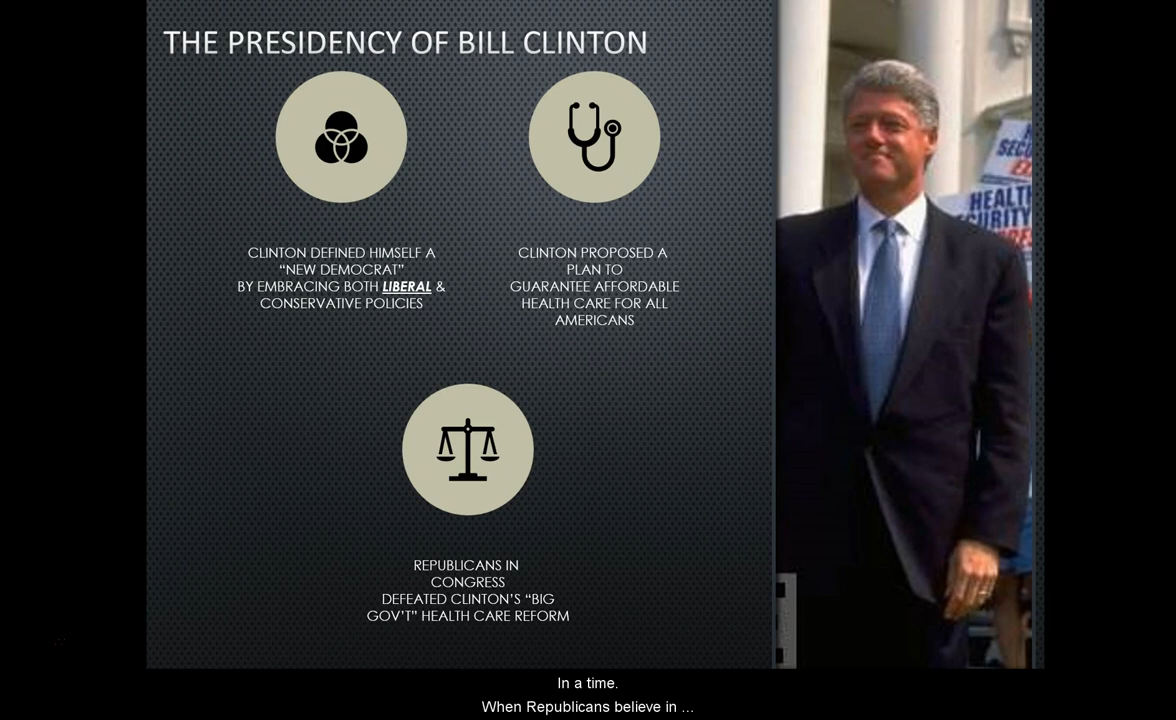 THE PRESIDENCY OF BILL CLINTON
CLINTON DEFINED HIMSELF A
“NEW DEMOCRAT”
BY EMBRACING BOTH LIBERAL &
CONSERVATIVE POLICIES
CLINTON PROPOSED A
PLAN TO
GUARANTEE AFFORDABLE
HEALTH CARE FOR ALL
AMERICANS
REPUBLICANS IN
CONGRESS
DEFEATED CLINTON’S “BIG
GOV’T” HEALTH CARE REFORM
HEALTH
In a time.
When Republicans believe in ...